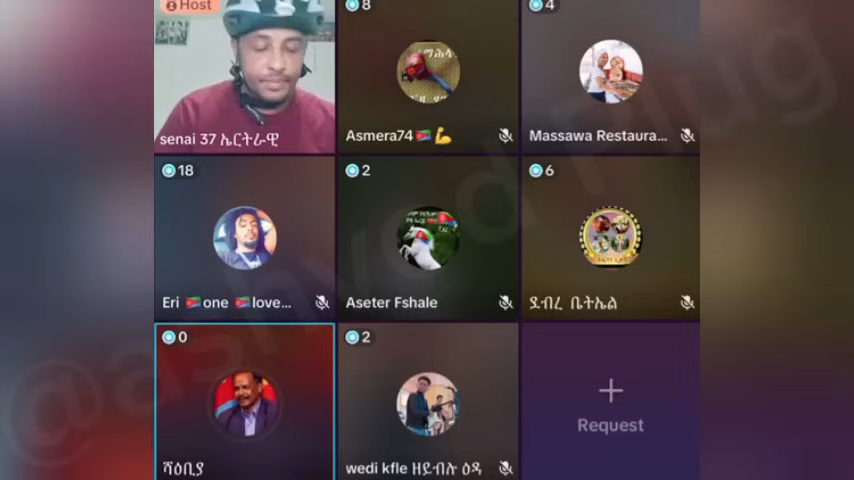 Host
8
4
senai 37 ኤርትራዊ
Asmera74🇪🇷💪
Massawa Restaura...
18
2
6
Eri 🇪🇷one 🇪🇷love...
Aseter Fshale
ደብረ ቤትኤል
0
2
Request
ሻዕቢያ
wedi kfle ዘይብሉ ዕዳ